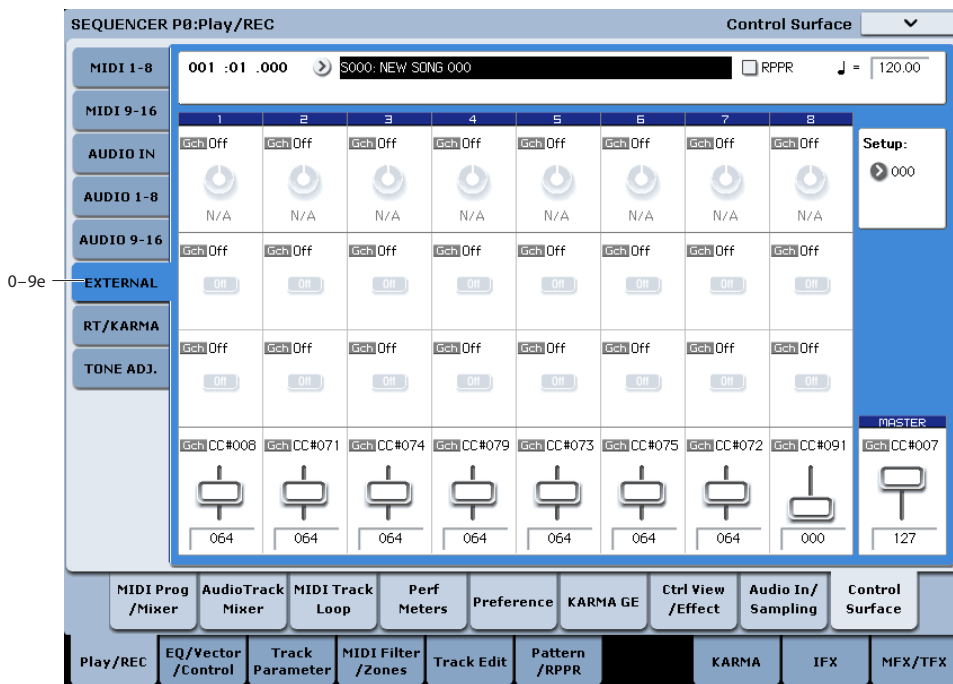 SEQUENCER P0:Play/REC Control Surface
MIDI 1-8
MIDI 9-16
AUDIO IN
AUDIO 1-8
AUDIO 9-16
EXTERNAL
RT/KARMA
TONE ADJ.
0–9e
001 :01 .000 S000: NEW SONG 000 RPPR ♩ = 120.00
1 2 3 4 5 6 7 8
Gch Off Gch Off Gch Off Gch Off Gch Off Gch Off Gch Off Gch Off
N/A N/A N/A N/A N/A N/A N/A N/A
Setup:
000
Gch Off Gch Off Gch Off Gch Off Gch Off Gch Off Gch Off Gch Off
Off Off Off Off Off Off Off Off
Gch Off Gch Off Gch Off Gch Off Gch Off Gch Off Gch Off Gch Off
Off Off Off Off Off Off Off Off
MASTER
Gch CC#008 Gch CC#071 Gch CC#074 Gch CC#079 Gch CC#073 Gch CC#075 Gch CC#072 Gch CC#091 Gch CC#007
064 064 064 064 064 064 064 000 127
MIDI Prog /Mixer
AudioTrack Mixer
MIDI Track Loop
Perf Meters
Preference
KARMA GE
Ctrl View /Effect
Audio In/ Sampling
Control Surface
Play/REC
EQ/Vector /Control
Track Parameter
MIDI Filter /Zones
Track Edit
Pattern /RPPR
KARMA
IFX
MFX/TFX